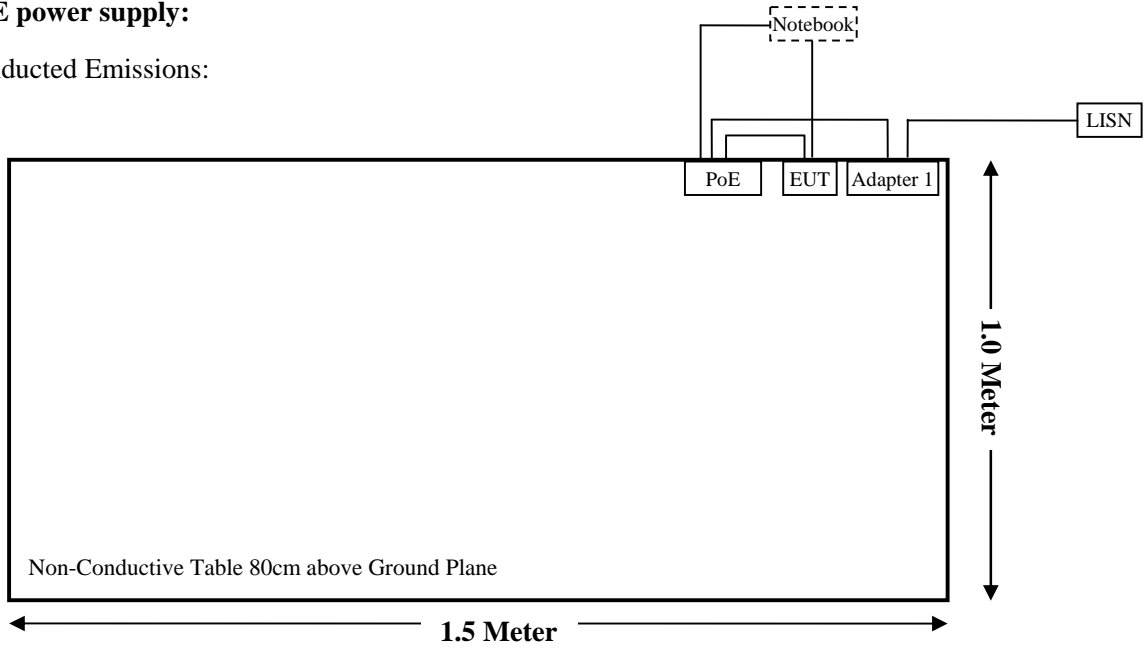 E power supply:
ducted Emissions:
Notebook
LISN
PoE
EUT
Adapter 1
1.0 Meter
Non-Conductive Table 80cm above Ground Plane
1.5 Meter